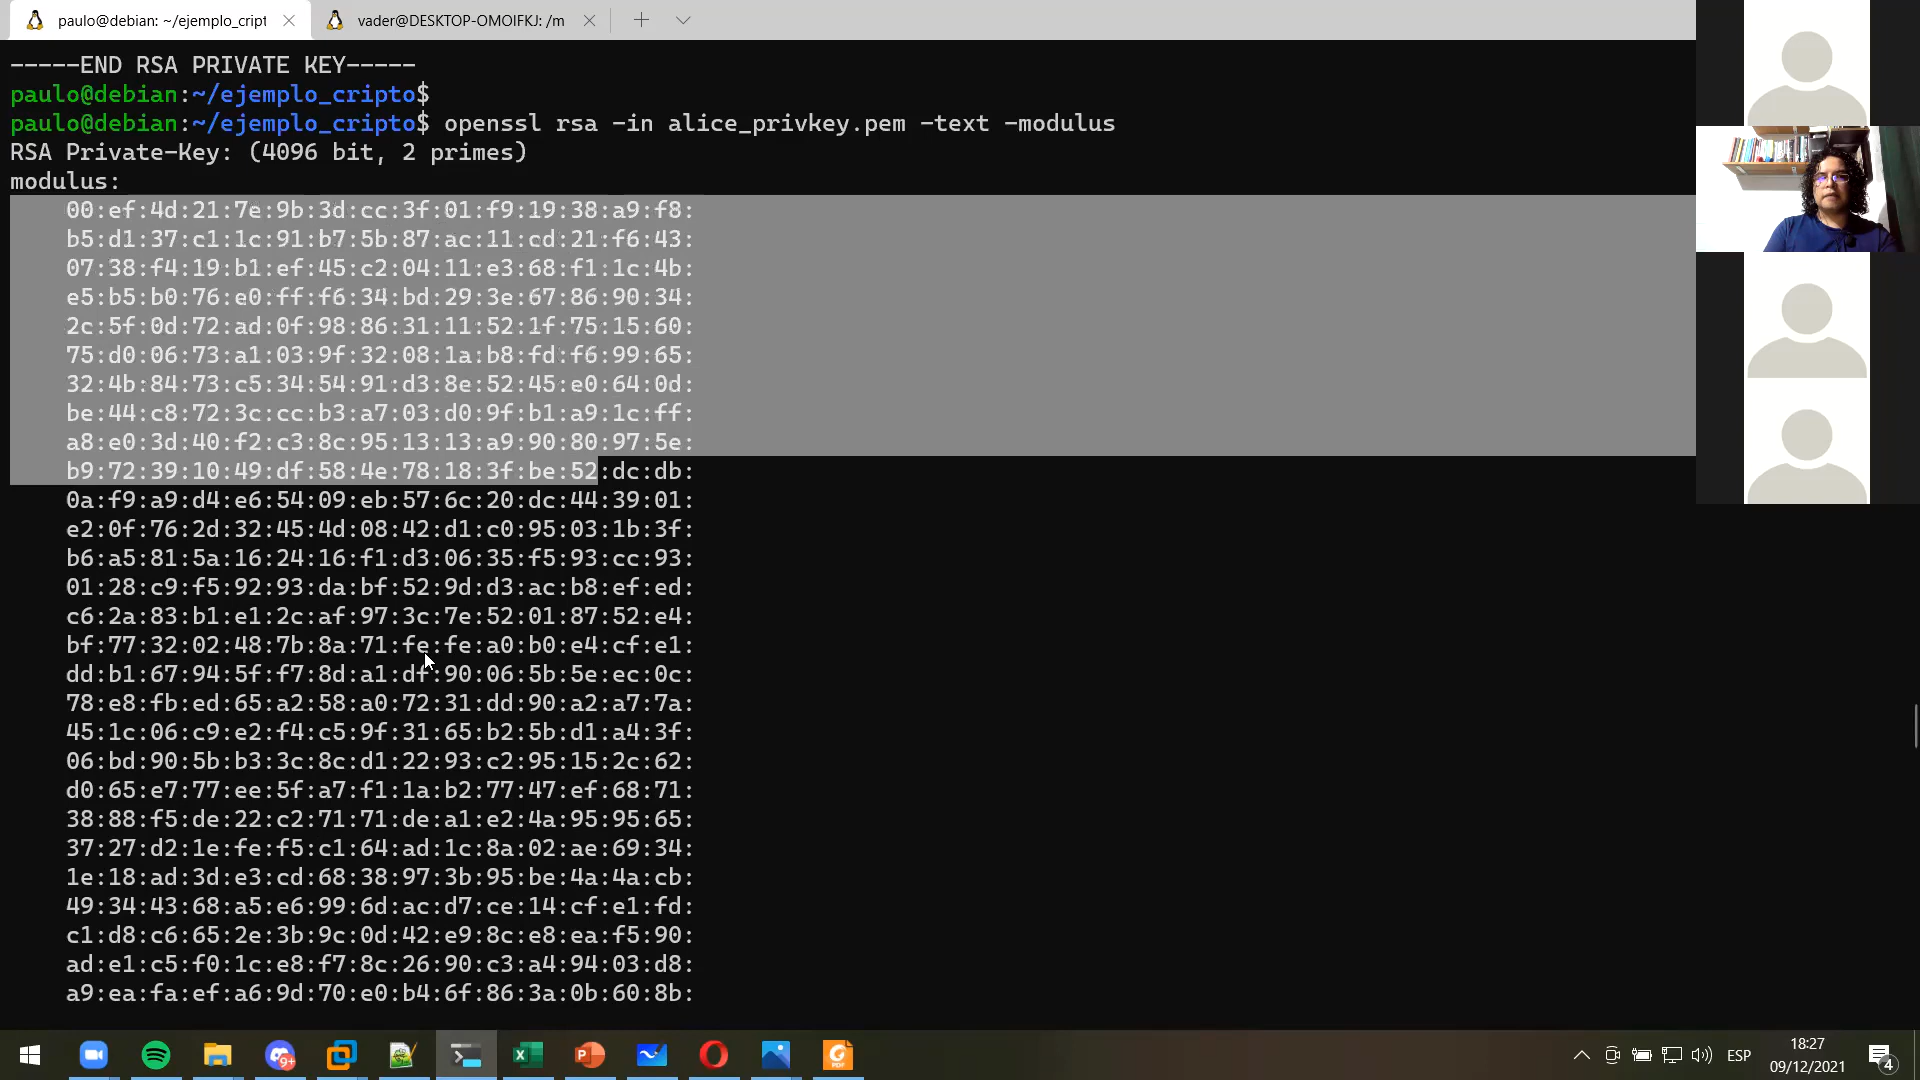 paulo@debian: ~/ejemplo_cript
vader@DESKTOP-OMOIFKJ: /m
-----END RSA PRIVATE KEY-----
paulo@debian:~/ejemplo_cripto$
paulo@debian:~/ejemplo_cripto$ openssl rsa -in alice_privkey.pem -text -modulus
RSA Private-Key: (4096 bit, 2 primes)
modulus:
00:ef:4d:21:7e:9b:3d:cc:3f:01:f9:19:38:a9:f8:
b5:d1:37:c1:1c:91:b7:5b:87:ac:11:cd:21:f6:43:
07:38:f4:19:b1:ef:45:c2:04:11:e3:68:f1:1c:4b:
e5:b5:b0:76:e0:ff:f6:34:bd:29:3e:67:86:90:34:
2c:5f:0d:72:ad:0f:98:86:31:11:52:1f:75:15:60:
75:d0:06:73:a1:03:9f:32:08:1a:b8:fd:f6:99:65:
32:4b:84:73:c5:34:54:91:d3:8e:52:45:e0:64:0d:
be:44:c8:72:3c:cc:b3:a7:03:d0:9f:b1:a9:1c:ff:
a8:e0:3d:40:f2:c3:8c:95:13:13:a9:90:80:97:5e:
b9:72:39:10:49:df:58:4e:78:18:3f:be:52:dc:db:
0a:f9:a9:d4:e6:54:09:eb:57:6c:20:dc:44:39:01:
e2:0f:76:2d:32:45:4d:08:42:d1:c0:95:03:1b:3f:
b6:a5:81:5a:16:24:16:f1:d3:06:35:f5:93:cc:93:
01:28:c9:f5:92:93:da:bf:52:9d:d3:ac:b8:ef:ed:
c6:2a:83:b1:e1:2c:af:97:3c:7e:52:01:87:52:e4:
bf:77:32:02:48:7b:8a:71:fe:fe:a0:b0:e4:cf:e1:
dd:b1:67:94:5f:f7:8d:a1:df:90:06:5b:5e:ec:0c:
78:e8:fb:ed:65:a2:58:a0:72:31:dd:90:a2:a7:7a:
45:1c:06:c9:e2:f4:c5:9f:31:65:b2:5b:d1:a4:3f:
06:bd:90:5b:b3:3c:8c:d1:22:93:c2:95:15:2c:62:
d0:65:e7:77:ee:5f:a7:f1:1a:b2:77:47:ef:68:71:
38:88:f5:de:22:c2:71:71:de:a1:e2:4a:95:95:65:
37:27:d2:1e:fe:f5:c1:64:ad:1c:8a:02:ae:69:34:
1e:18:ad:3d:e3:cd:68:38:97:3b:95:be:4a:4a:cb:
49:34:43:68:a5:e6:99:6d:ac:d7:ce:14:cf:e1:fd:
c1:d8:c6:65:2e:3b:9c:0d:42:e9:8c:e8:ea:f5:90:
ad:e1:c5:f0:1c:e8:f7:8c:26:90:c3:a4:94:03:d8:
a9:ea:fa:ef:a6:9d:70:e0:b4:6f:86:3a:0b:60:8b:
9+
ESP
18:27
09/12/2021
4